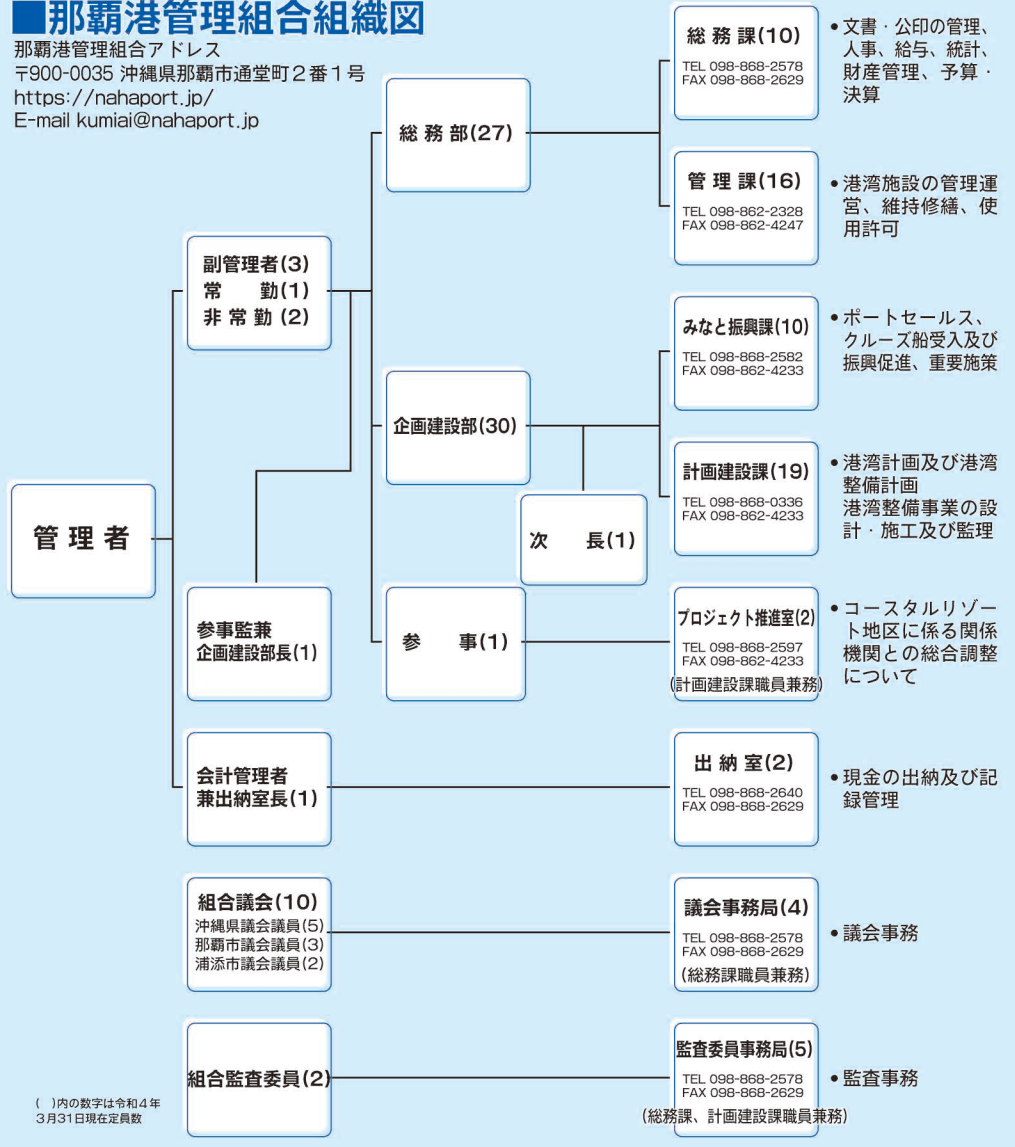 ■那覇港管理組合組織図
那覇港管理組合アドレス
〒900-0035 沖縄県那覇市通堂町2番1号
https://nahaport.jp/
E-mail kumiai@nahaport.jp
管理者
副管理者(3)
常　勤(1)
非常勤(2)
参事監兼
企画建設部長(1)
会計管理者
兼出納室長(1)
組合議会(10)
沖縄県議会議員(5)
那覇市議会議員(3)
浦添市議会議員(2)
組合監査委員(2)
総務部(27)
企画建設部(30)
次　長(1)
参　事(1)
総務課(10)
TEL 098-868-2578
FAX 098-868-2629
•文書・公印の管理、
人事、給与、統計、
財産管理、予算・
決算
管理課(16)
TEL 098-862-2328
FAX 098-862-4247
•港湾施設の管理運
営、維持修繕、使
用許可
みなと振興課(10)
TEL 098-868-2582
FAX 098-862-4233
•ポートセールス、
クルーズ船受入及び
振興促進、重要施策
計画建設課(19)
TEL 098-868-0336
FAX 098-862-4233
•港湾計画及び港湾
整備計画
港湾整備事業の設
計・施工及び監理
プロジェクト推進室(2)
TEL 098-868-2597
FAX 098-862-4233
(計画建設課職員兼務)
•コースタルリゾー
ト地区に係る関係
機関との総合調整
について
出納室(2)
TEL 098-868-2640
FAX 098-868-2629
•現金の出納及び記
録管理
議会事務局(4)
TEL 098-868-2578
FAX 098-868-2629
(総務課職員兼務)
•議会事務
監査委員事務局(5)
TEL 098-868-2578
FAX 098-868-2629
(総務課、計画建設課職員兼務)
•監査事務
(　)内の数字は令和4年
3月31日現在定員数